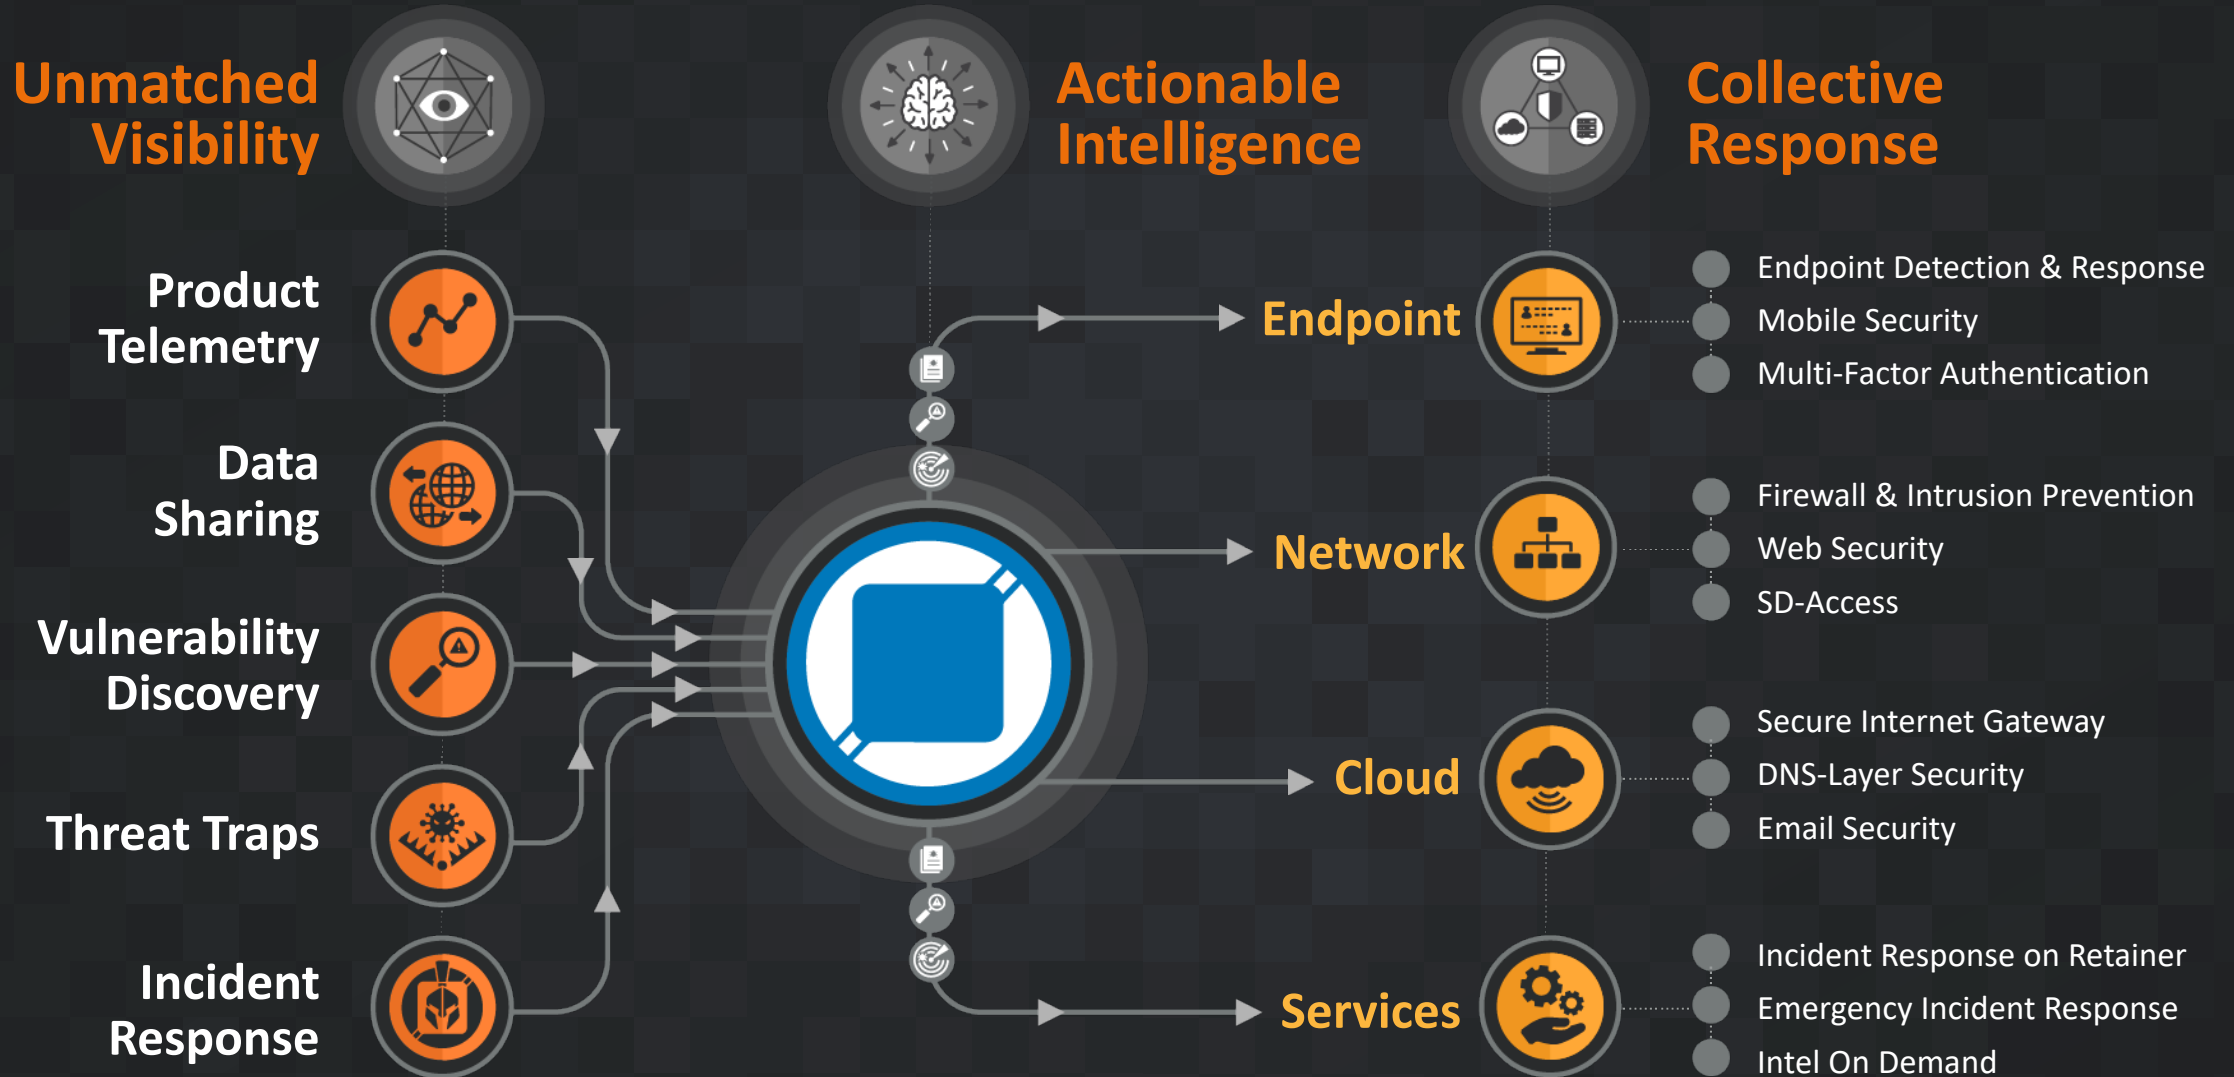 Unmatched
Visibility
Actionable
Intelligence
Collective
Response
Product
Telemetry
Data
Sharing
Vulnerability
Discovery
Threat Traps
Incident
Response
Endpoint
Endpoint Detection & Response
Mobile Security
Multi-Factor Authentication
Network
Firewall & Intrusion Prevention
Web Security
SD-Access
Cloud
Secure Internet Gateway
DNS-Layer Security
Email Security
Services
Incident Response on Retainer
Emergency Incident Response
Intel On Demand